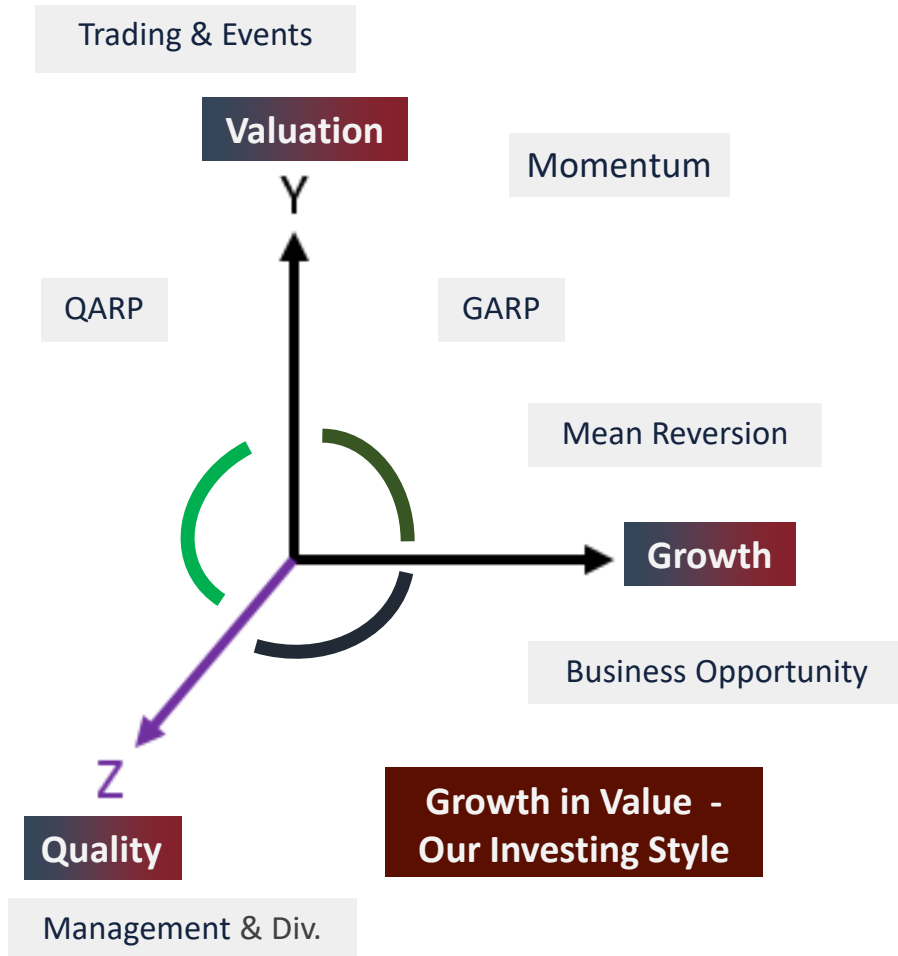 Trading & Events
Valuation
Momentum
Y
QARP
GARP
Mean Reversion
Growth
Business Opportunity
Z
Growth in Value -
Our Investing Style
Quality
Management & Div.